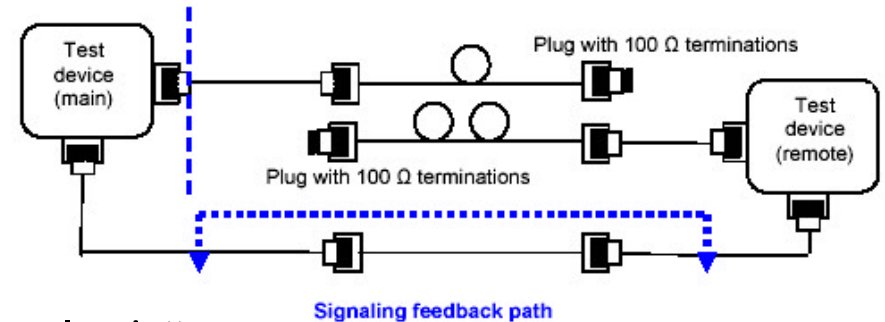 Test
device
(main)
Plug with 100 Ω terminations
Test
device
(remote)
Plug with 100 Ω terminations
Signaling feedback path